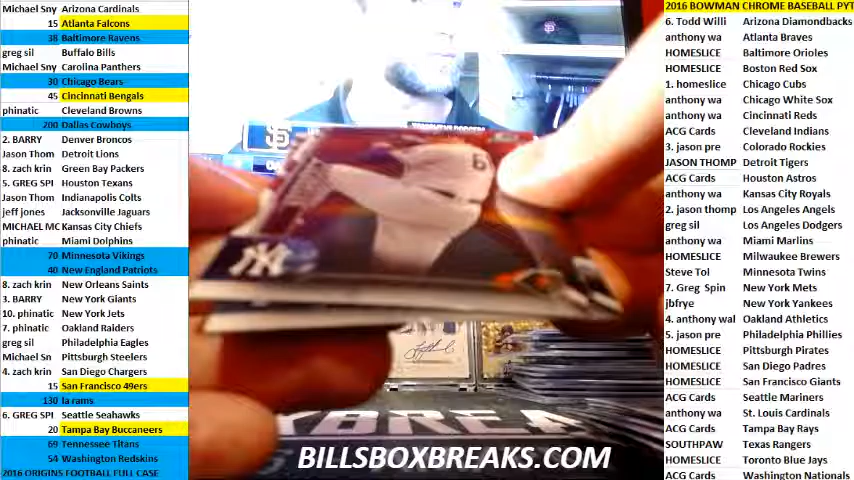 Michael Sny Arizona Cardinals
15 Atlanta Falcons
38 Baltimore Ravens
greg sil Buffalo Bills
Michael Sny Carolina Panthers
30 Chicago Bears
45 Cincinnati Bengals
phinatic Cleveland Browns
200 Dallas Cowboys
2. BARRY Denver Broncos
Jason Thom Detroit Lions
8. zach krin Green Bay Packers
5. GREG SPI Houston Texans
Jason Thom Indianapolis Colts
jeff jones Jacksonville Jaguars
MICHAEL MC Kansas City Chiefs
phinatic Miami Dolphins
70 Minnesota Vikings
40 New England Patriots
8. zach krin New Orleans Saints
3. BARRY New York Giants
10. phinatic New York Jets
7. phinatic Oakland Raiders
greg sil Philadelphia Eagles
Michael Sn Pittsburgh Steelers
4. zach krin San Diego Chargers
15 San Francisco 49ers
130 la rams
6. GREG SPI Seattle Seahawks
20 Tampa Bay Buccaneers
69 Tennessee Titans
54 Washington Redskins
2016 ORIGINS FOOTBALL FULL CASE
NY
6
BILLSBOXBREAKS.COM
2016 BOWMAN CHROME BASEBALL PYT
6. Todd Willi Arizona Diamondbacks
anthony wa Atlanta Braves
HOMESLICE Baltimore Orioles
HOMESLICE Boston Red Sox
1. homeslice Chicago Cubs
anthony wa Chicago White Sox
anthony wa Cincinnati Reds
ACG Cards Cleveland Indians
3. jason pre Colorado Rockies
JASON THOMP Detroit Tigers
ACG Cards Houston Astros
anthony wa Kansas City Royals
2. jason thomp Los Angeles Angels
greg sil Los Angeles Dodgers
anthony wa Miami Marlins
HOMESLICE Milwaukee Brewers
Steve Tol Minnesota Twins
7. Greg Spin New York Mets
jbfrye New York Yankees
4. anthony wal Oakland Athletics
5. jason pre Philadelphia Phillies
HOMESLICE Pittsburgh Pirates
HOMESLICE San Diego Padres
HOMESLICE San Francisco Giants
ACG Cards Seattle Mariners
anthony wa St. Louis Cardinals
ACG Cards Tampa Bay Rays
SOUTHPAW Texas Rangers
HOMESLICE Toronto Blue Jays
ACG Cards Washington Nationals